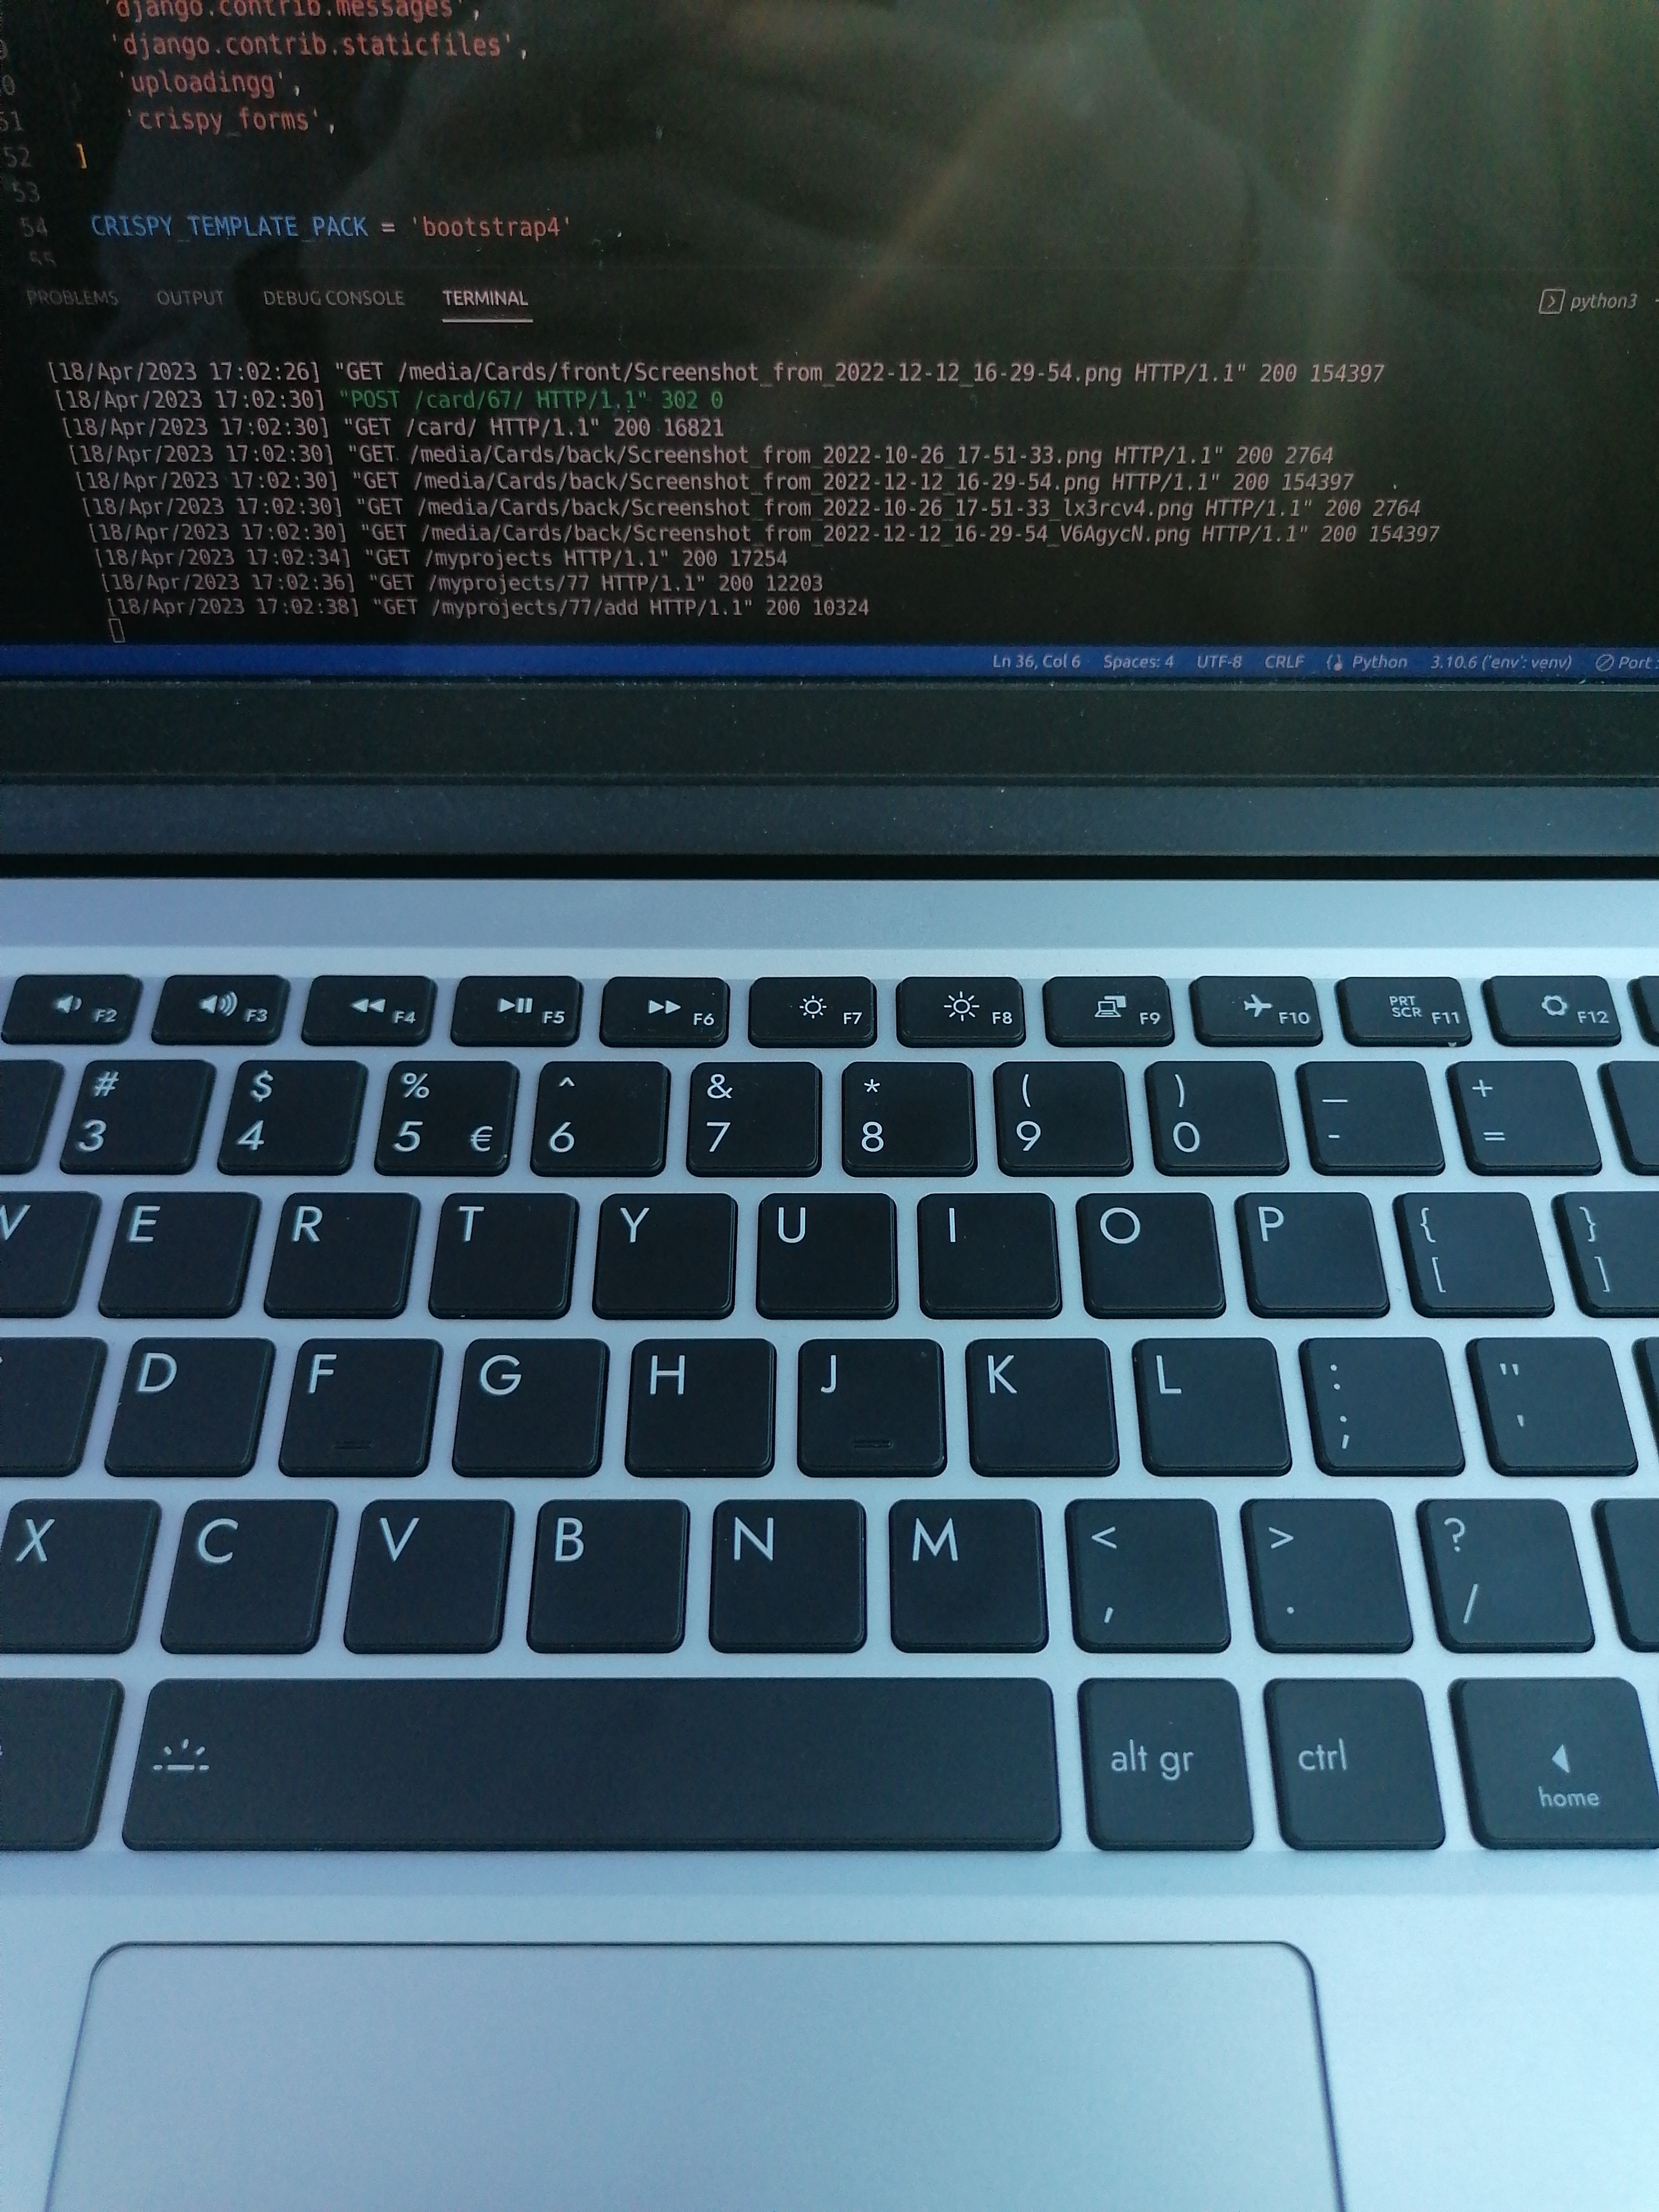 'django.contrib.messages',
'django.contrib.staticfiles',
0 'uploadingg',
51 'crispy_forms',
52 ]
53
54 CRISPY_TEMPLATE_PACK = 'bootstrap4'
55
PROBLEMS OUTPUT DEBUG CONSOLE TERMINAL python3
[18/Apr/2023 17:02:26] "GET /media/Cards/front/Screenshot_from_2022-12-12_16-29-54.png HTTP/1.1" 200 154397
[18/Apr/2023 17:02:30] "POST /card/67/ HTTP/1.1" 302 0
[18/Apr/2023 17:02:30] "GET /card/ HTTP/1.1" 200 16821
[18/Apr/2023 17:02:30] "GET /media/Cards/back/Screenshot_from_2022-10-26_17-51-33.png HTTP/1.1" 200 2764
[18/Apr/2023 17:02:30] "GET /media/Cards/back/Screenshot_from_2022-12-12_16-29-54.png HTTP/1.1" 200 154397
[18/Apr/2023 17:02:30] "GET /media/Cards/back/Screenshot_from_2022-10-26_17-51-33_lx3rcv4.png HTTP/1.1" 200 2764
[18/Apr/2023 17:02:30] "GET /media/Cards/back/Screenshot_from_2022-12-12_16-29-54_V6AgycN.png HTTP/1.1" 200 154397
[18/Apr/2023 17:02:34] "GET /myprojects HTTP/1.1" 200 17254
[18/Apr/2023 17:02:36] "GET /myprojects/77 HTTP/1.1" 200 12203
[18/Apr/2023 17:02:38] "GET /myprojects/77/add HTTP/1.1" 200 10324
Ln 36, Col 6 Spaces: 4 UTF-8 CRLF Python 3.10.6 ('env': venv) Port
F2 F3 F4 F5 F6 F7 F8 F9 F10 PRT SCR F11 F12
# $ % ^ & * ( ) _ +
3 4 5 € 6 7 8 9 0 - =
E R T Y U I O P { }
[ ]
D F G H J K L : "
; '
X C V B N M < > ?
, . /
alt gr ctrl home